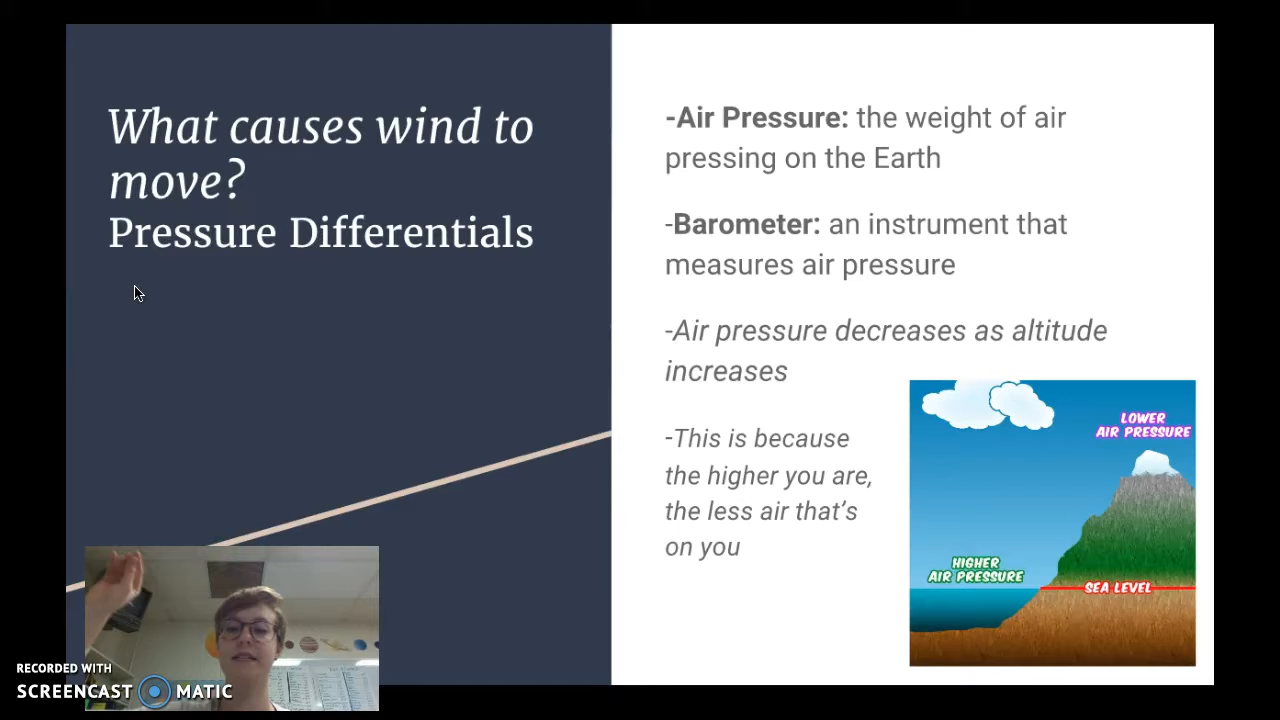 What causes wind to
move?
Pressure Differentials
-Air Pressure: the weight of air
pressing on the Earth
-Barometer: an instrument that
measures air pressure
-Air pressure decreases as altitude
increases
-This is because
the higher you are,
the less air that's
on you
LOWER
AIR PRESSURE
HIGHER
AIR PRESSURE
SEA LEVEL
RECORDED WITH
SCREENCAST MATIC